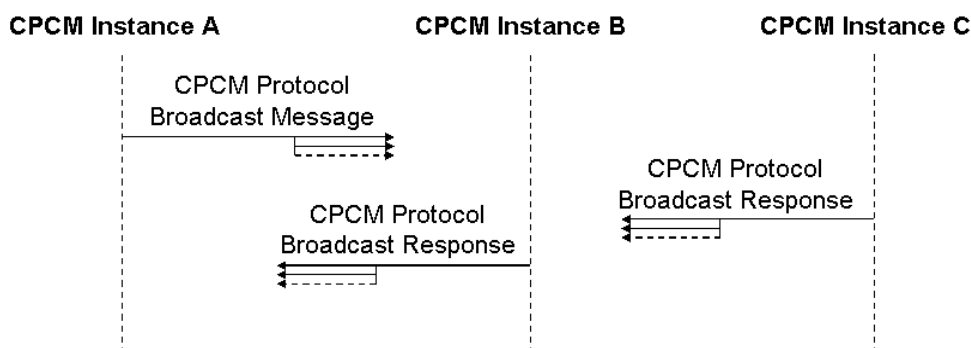 CPCM Instance A
CPCM Instance B
CPCM Instance C
CPCM Protocol
Broadcast Message
CPCM Protocol
Broadcast Response
CPCM Protocol
Broadcast Response